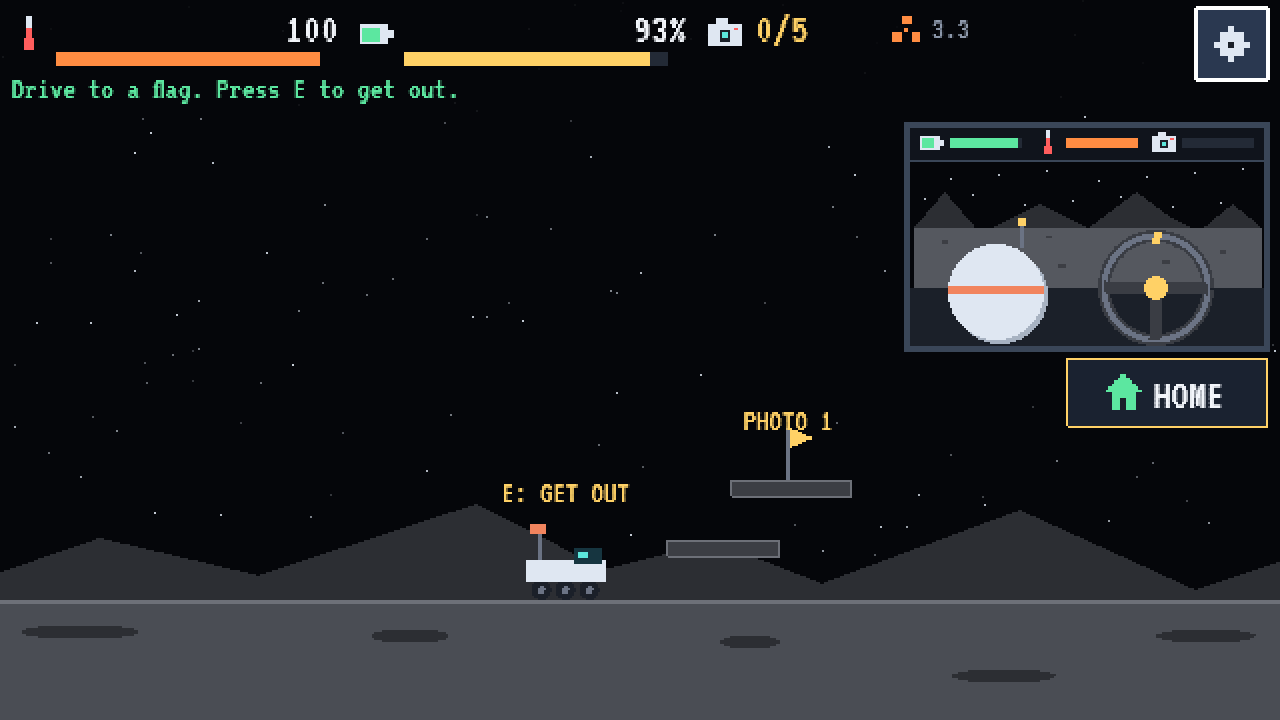 100
93%
0/5
3.3
Drive to a flag. Press E to get out.
HOME
PHOTO 1
E: GET OUT